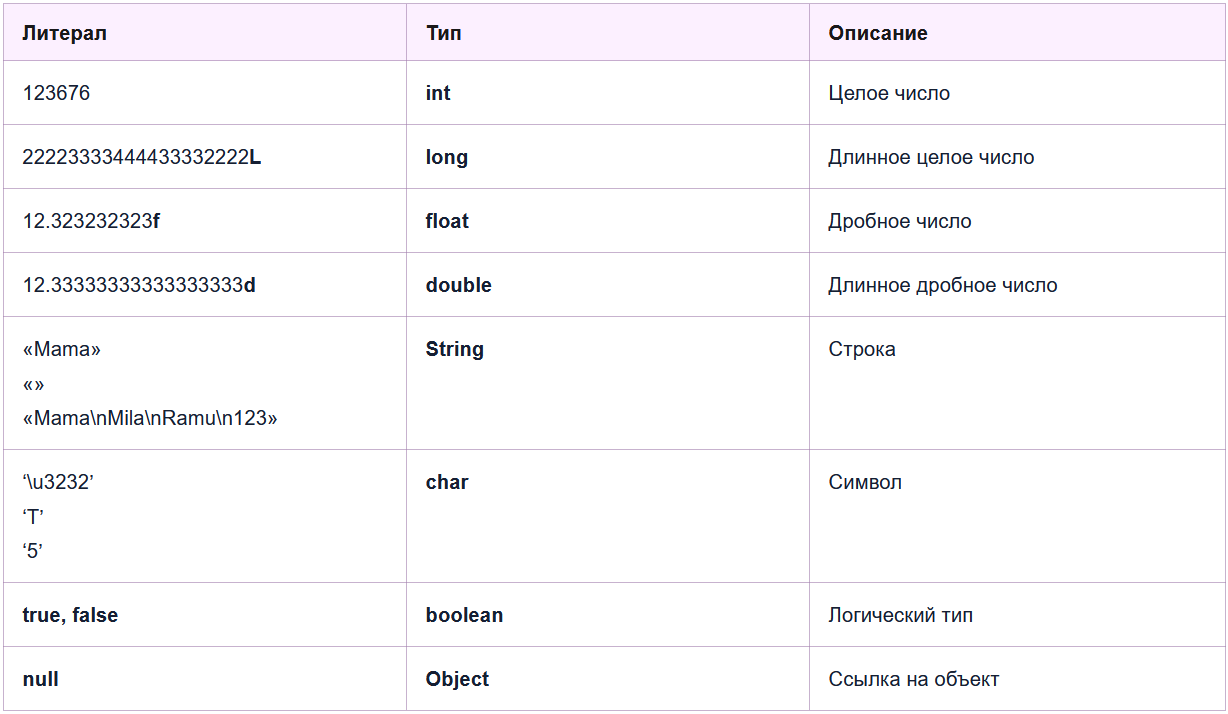 Литерал Тип Описание
123676 int Целое число
22223333444433332222L long Длинное целое число
12.323232323f float Дробное число
12.33333333333333333d double Длинное дробное число
«Mama» String Строка
«»
«Mama\nMila\nRamu\n123»
‘\u3232’ char Символ
‘T’
‘5’
true, false boolean Логический тип
null Object Ссылка на объект